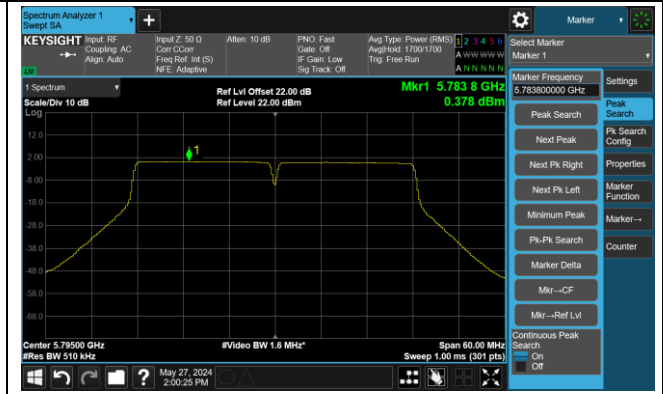 Spectrum Analyzer 1
Swept SA
+
Marker
KEYSIGHT Input: RF
Coupling: AC
Align: Auto
Input Z: 50 Ω
Corr CCorr
Freq Ref: Int (S)
NFE: Adaptive
Atten: 10 dB
PNO: Fast
Gate: Off
IF Gain: Low
Sig Track: Off
Avg Type: Power (RMS)
Avg|Hold: 1700/1700
Trig: Free Run
1 2 3 4 5 6
A W W W W W
A N N N N N
Select Marker
Marker 1
LXI
1 Spectrum
Scale/Div 10 dB
Log
Ref Lvl Offset 22.00 dB
Ref Level 22.00 dBm
Mkr1 5.783 8 GHz
0.378 dBm
12.0
2.00
-8.00
-18.0
-28.0
-38.0
-48.0
-58.0
-68.0
1
Center 5.79500 GHz
#Res BW 510 kHz
#Video BW 1.6 MHz*
Span 60.00 MHz
Sweep 1.00 ms (301 pts)
Marker Frequency
5.783800000 GHz
Peak Search
Next Peak
Next Pk Right
Next Pk Left
Minimum Peak
Pk-Pk Search
Marker Delta
Mkr→CF
Mkr→Ref Lvl
Continuous Peak
Search
On
Off
Settings
Peak
Search
Pk Search
Config
Properties
Marker
Function
Marker→
Counter
?
May 27, 2024
2:00:25 PM